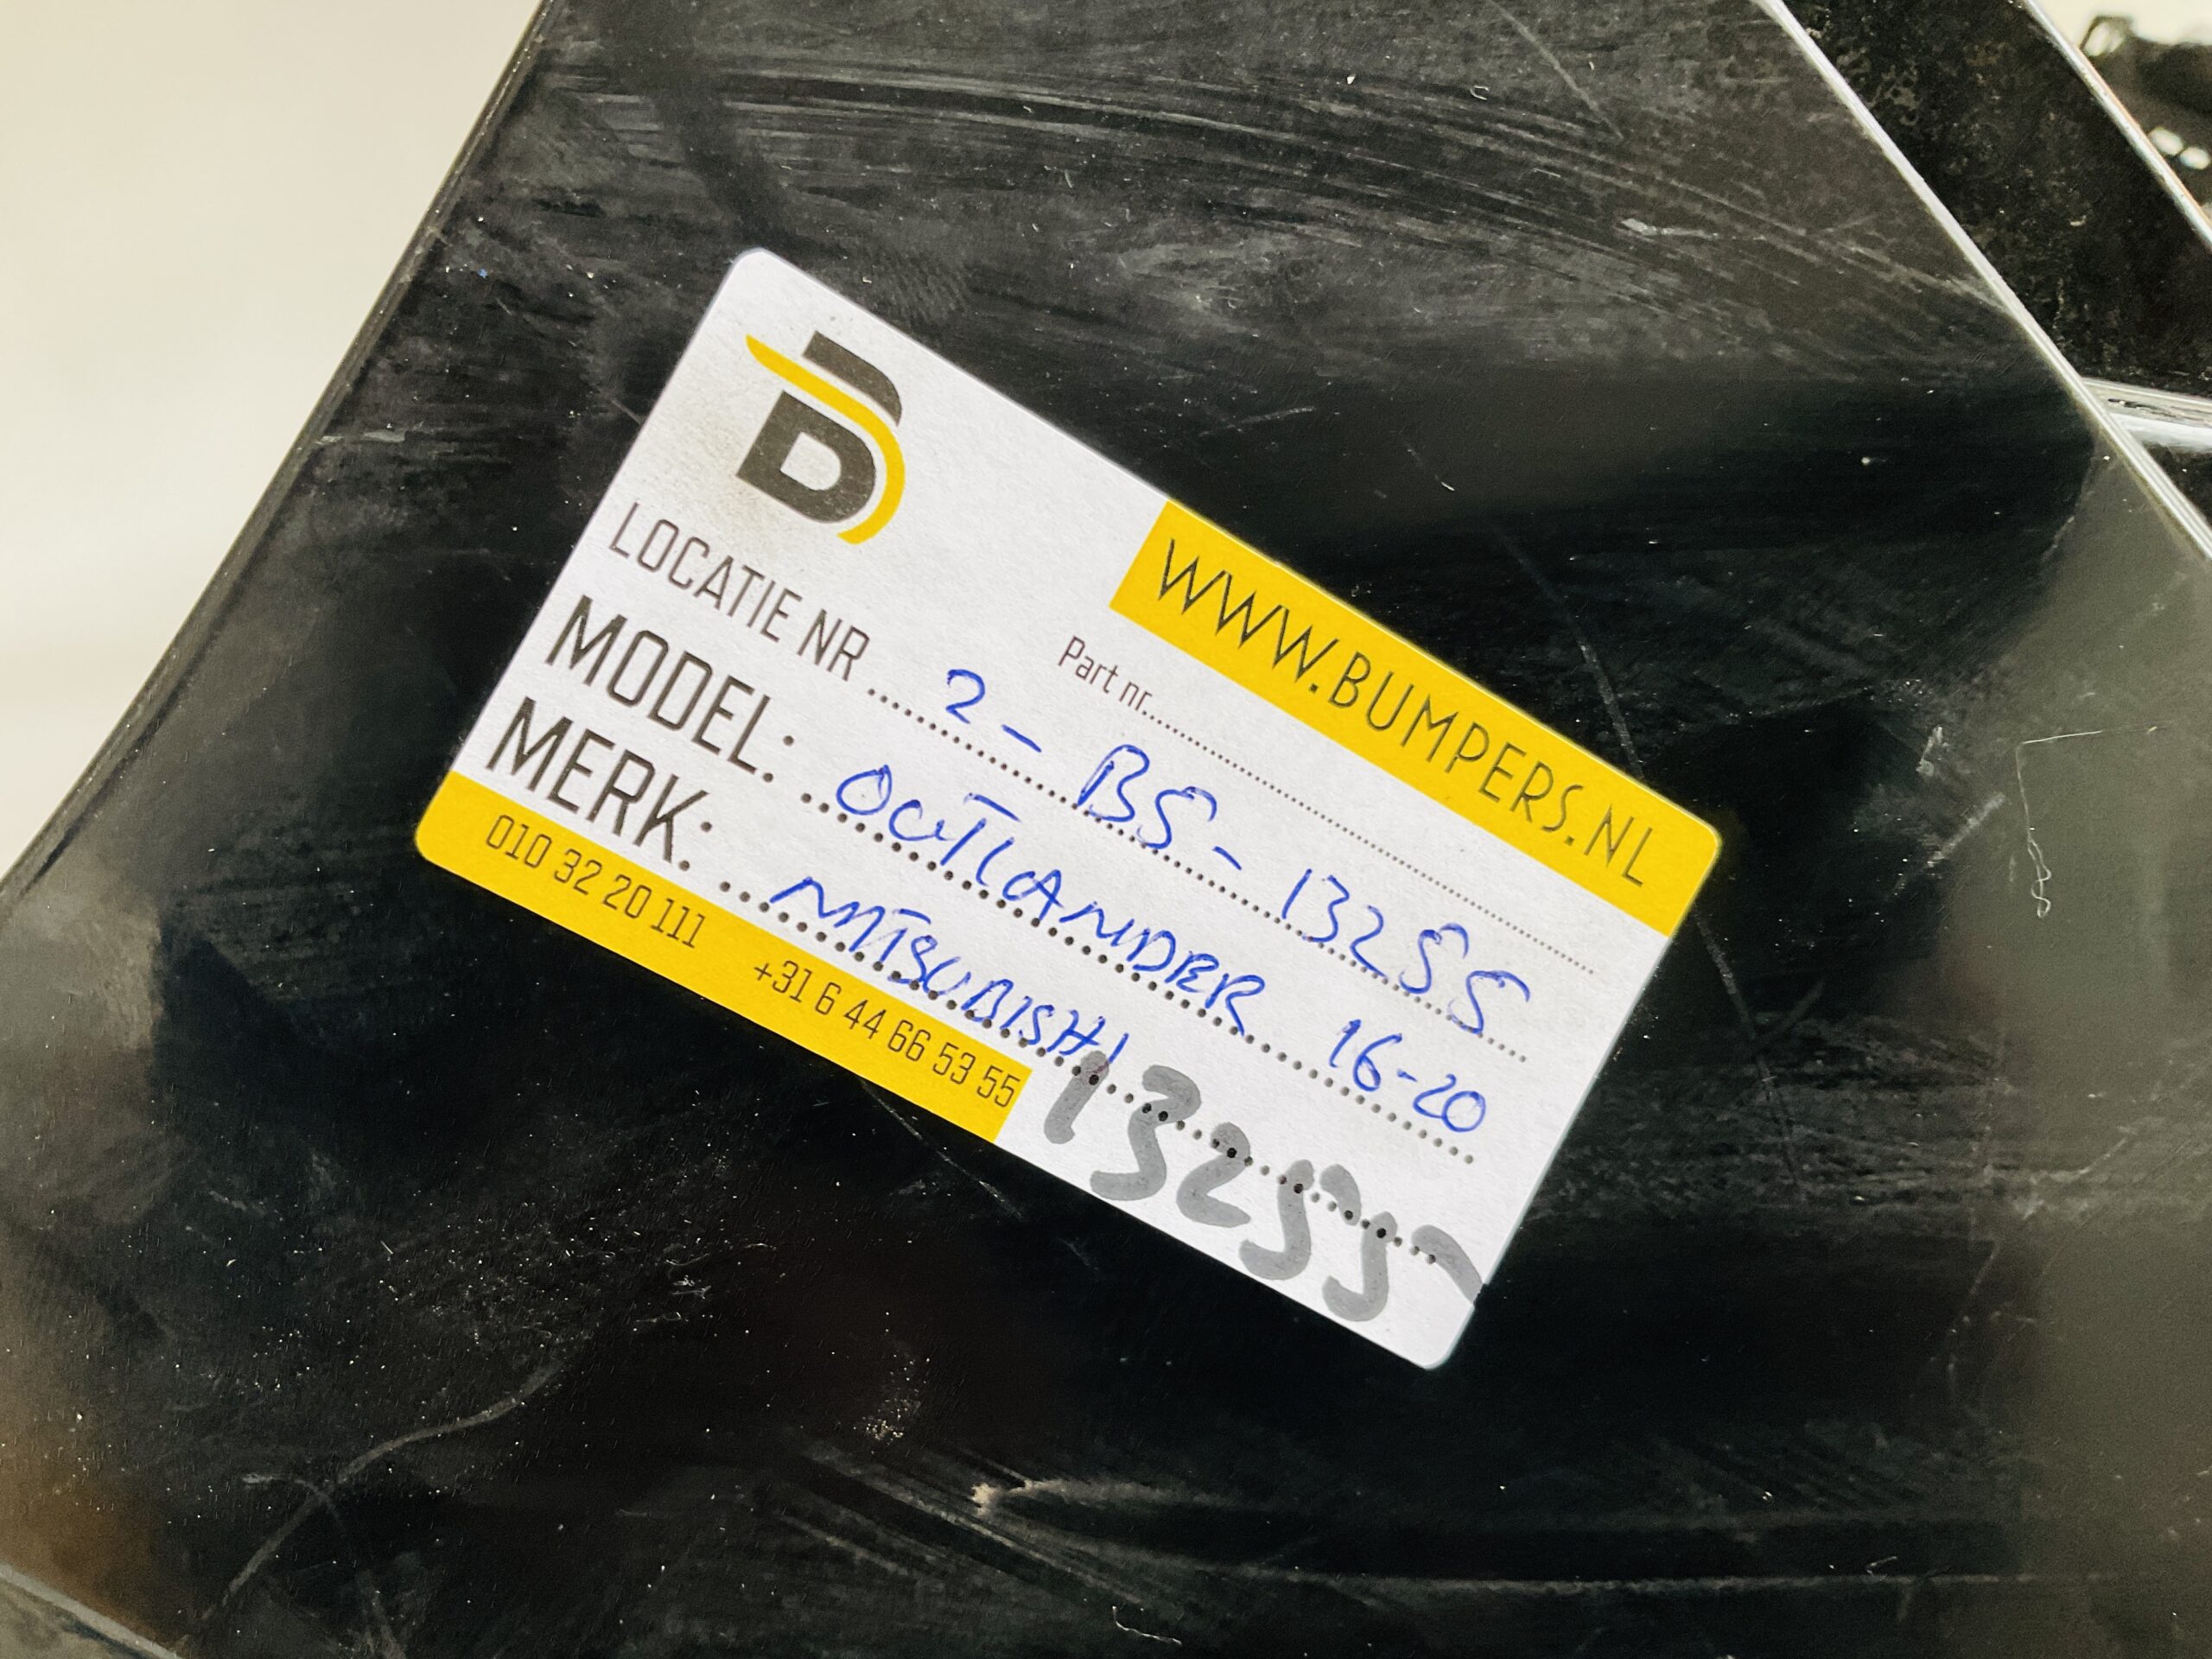 B
WWW.BUMPERS.NL
Part nr.
LOCATIE NR 2 - BS - 13255
MODEL: OUTLANDER 16-20
MERK: MITSUBISHI
13255
010 32 20 111 +31 6 44 66 53 55